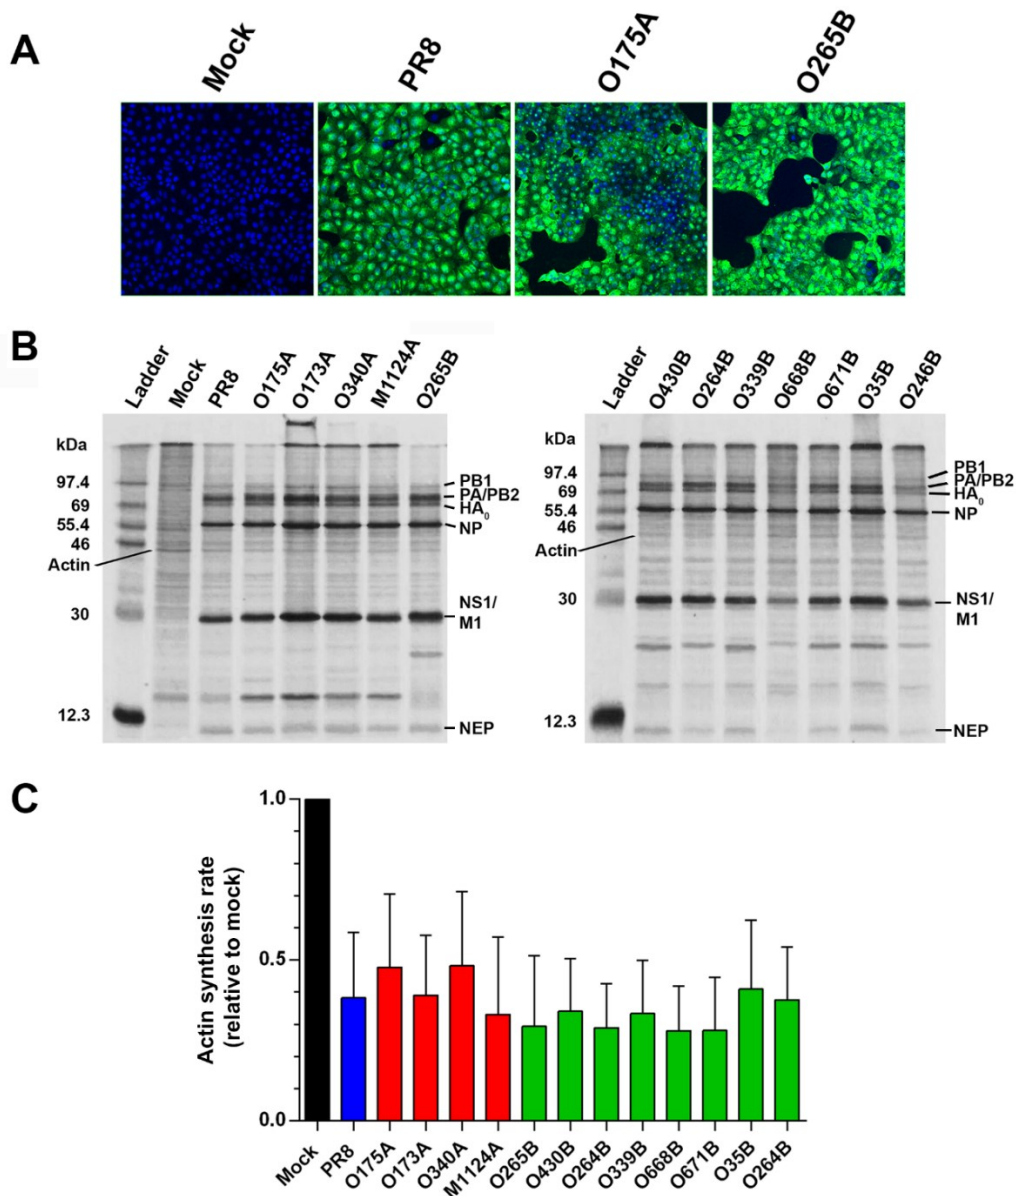 A
Mock
PR8
O175A
O265B
B
Ladder
Mock
PR8
O175A
O173A
O340A
M1124A
O265B
kDa
97.4
69
55.4
46
Actin
30
12.3
PB1
PA/PB2
HA0
NP
NS1/
M1
NEP
Ladder
O430B
O264B
O339B
O668B
O671B
O35B
O246B
kDa
97.4
69
55.4
46
Actin
30
12.3
PB1
PA/PB2
HA0
NP
NS1/
M1
NEP
C
Actin synthesis rate
(relative to mock)
1.0
0.5
0.0
Mock
PR8
O175A
O173A
O340A
M1124A
O265B
O430B
O264B
O339B
O668B
O671B
O35B
O264B